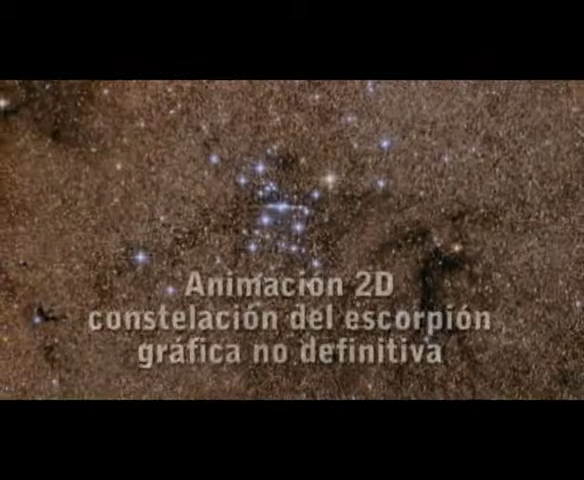 Animación 2D
constelación del escorpión
gráfica no definitiva